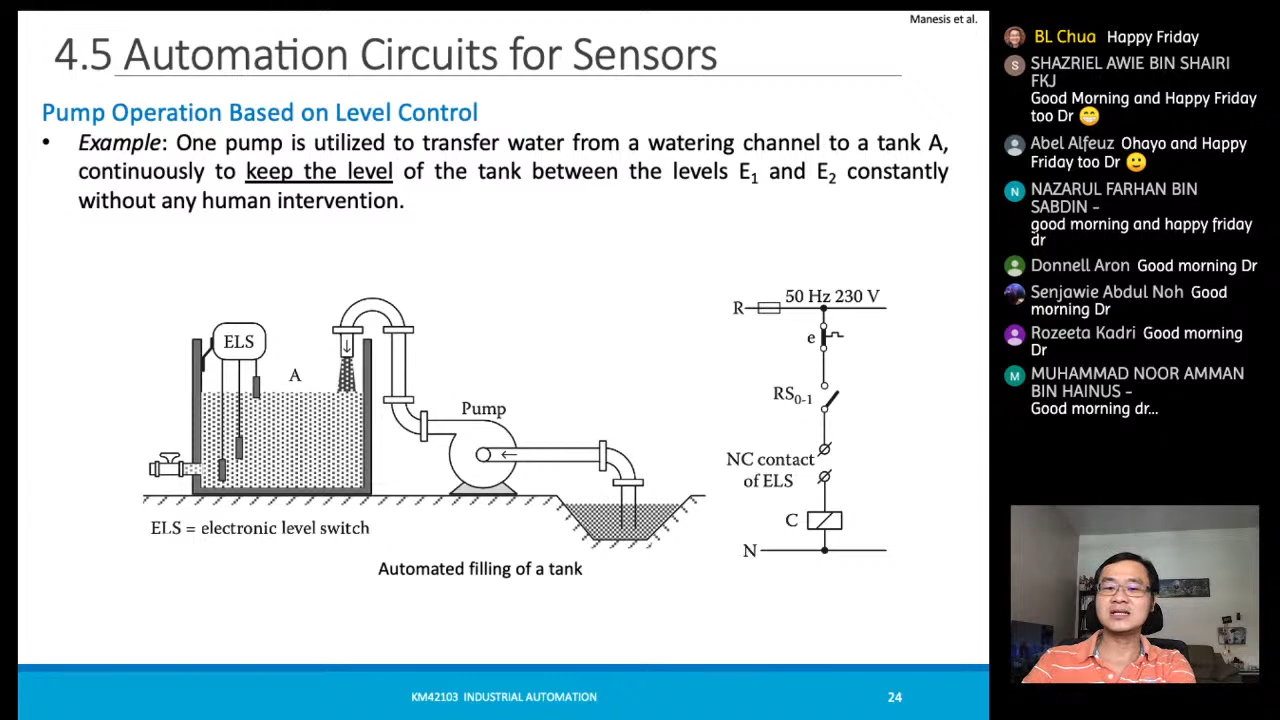 Manesis et al.
4.5 Automation Circuits for Sensors
Pump Operation Based on Level Control
• Example: One pump is utilized to transfer water from a watering channel to a tank A,
continuously to keep the level of the tank between the levels E1 and E2 constantly
without any human intervention.
ELS
A
Pump
ELS = electronic level switch
Automated filling of a tank
R
50 Hz 230 V
e
RS0-1
NC contact
of ELS
C
N
KM42103 INDUSTRIAL AUTOMATION
24
BL Chua Happy Friday
S
SHAZRIEL AWIE BIN SHAIRI
FKJ
Good Morning and Happy Friday
too Dr 😁
Abel Alfeuz Ohayo and Happy
Friday too Dr 🙂
N
NAZARUL FARHAN BIN
SABDIN -
good morning and happy friday
dr
Donnell Aron Good morning Dr
Senjawie Abdul Noh Good
morning Dr
Rozeeta Kadri Good morning
Dr
M
MUHAMMAD NOOR AMMAN
BIN HAINUS -
Good morning dr...